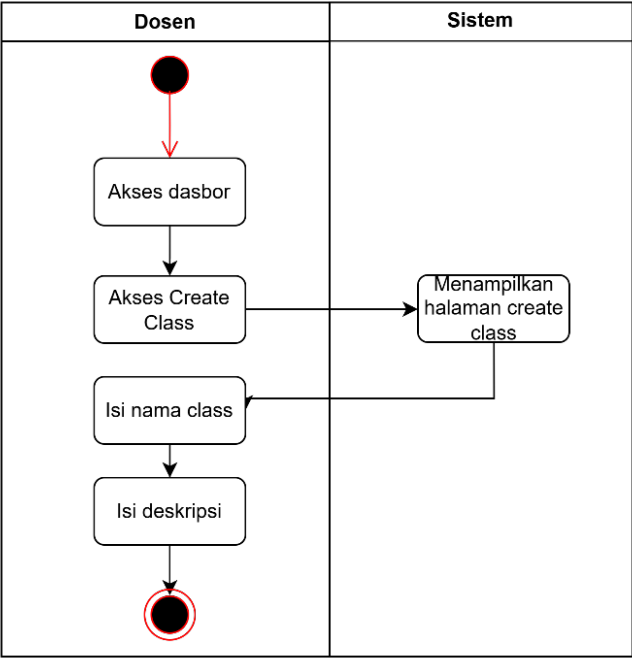 Dosen
Sistem
Akses dasbor
Akses Create
Class
Menampilkan
halaman create
class
Isi nama class
Isi deskripsi